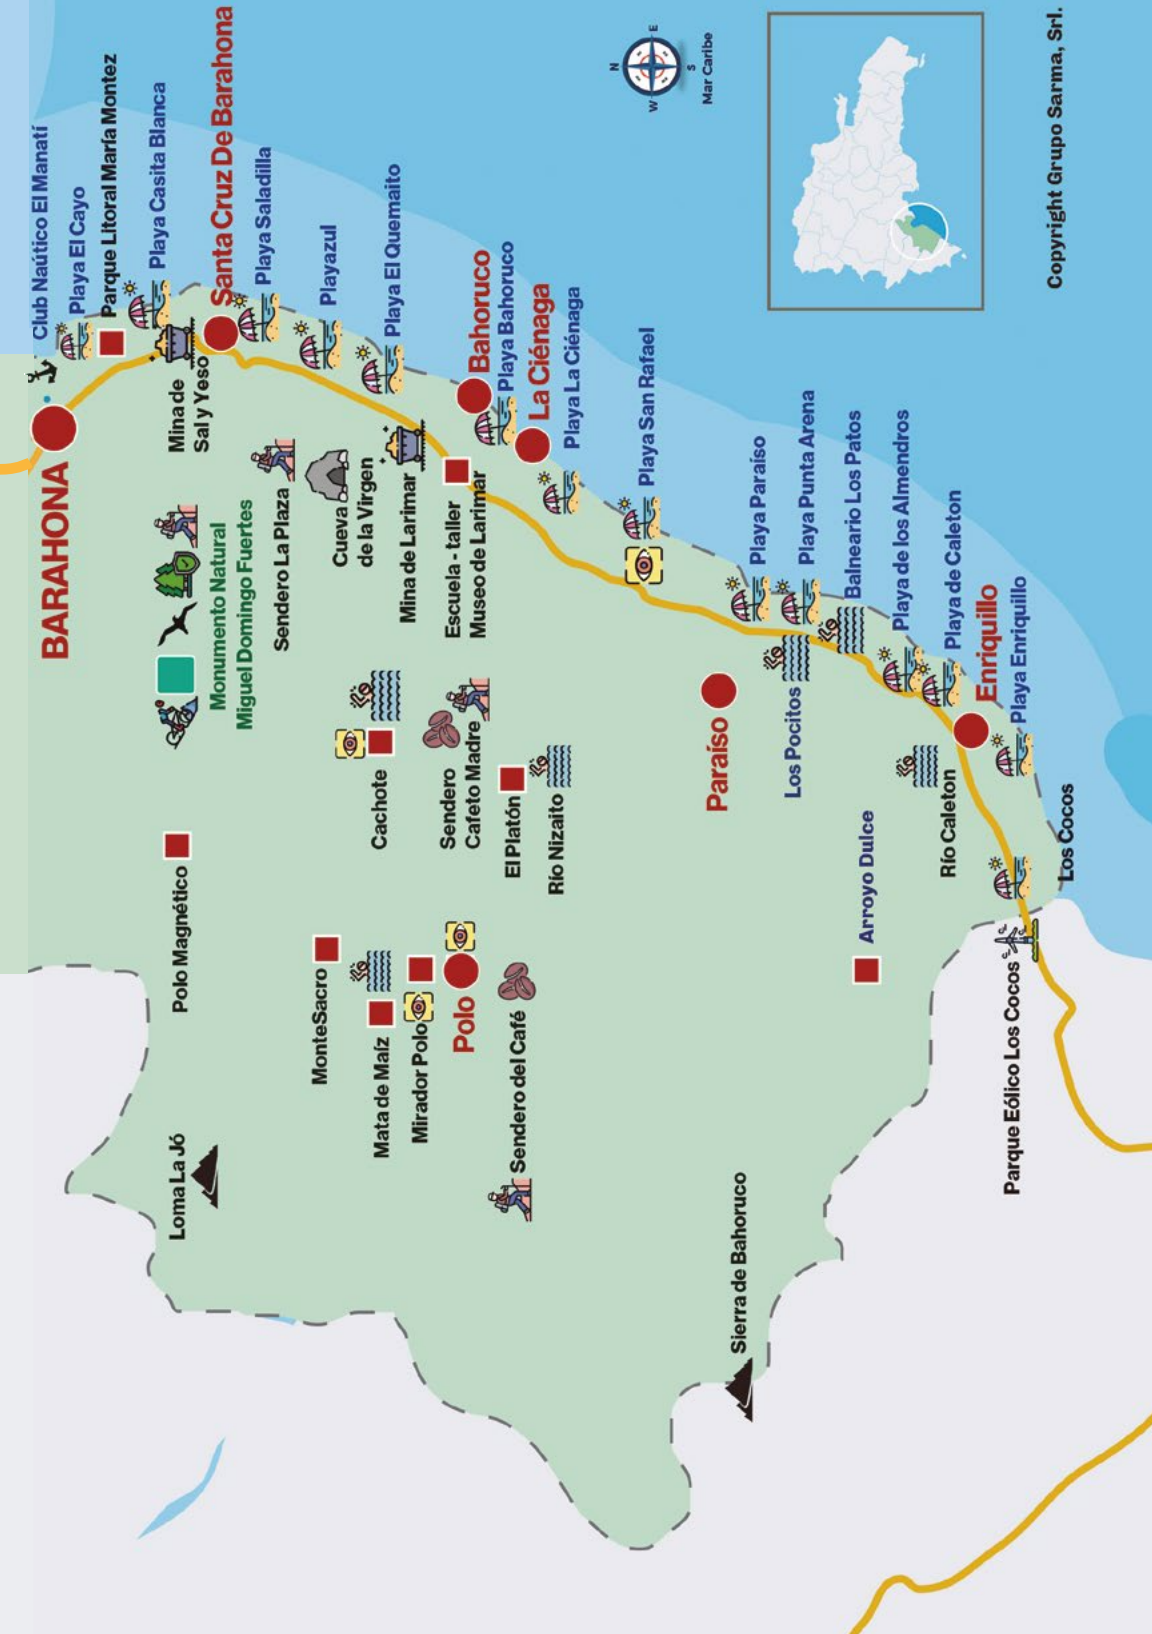 Club Naútico El Manatí
Playa El Cayo
Parque Litoral María Montez
Playa Casita Blanca
Santa Cruz De Barahona
Playa Saladilla
Playazul
Playa El Quemaito
Bahoruco
Playa Bahoruco
La Ciénaga
Playa La Ciénaga
Playa San Rafael
Playa Paraíso
Playa Punta Arena
Balneario Los Patos
Playa de los Almendros
Playa de Caleton
Enriquillo
Playa Enriquillo
BARAHONA
Mina de
Sal y Yeso
Monumento Natural
Miguel Domingo Fuertes
Sendero La Plaza
Cueva
de la Virgen
Mina de Larimar
Escuela - taller
Museo de Larimar
Cachote
Sendero
Cafeto Madre
El Platón
Río Nizaito
Paraíso
Los Pocitos
Arroyo Dulce
Río Caleton
Los Cocos
Parque Eólico Los Cocos
Polo Magnético
MonteSacro
Mata de Maíz
Mirador Polo
Polo
Sendero del Café
Loma La Jó
Sierra de Bahoruco
N
E
S
W
Mar Caribe
Copyright Grupo Sarma, Srl.